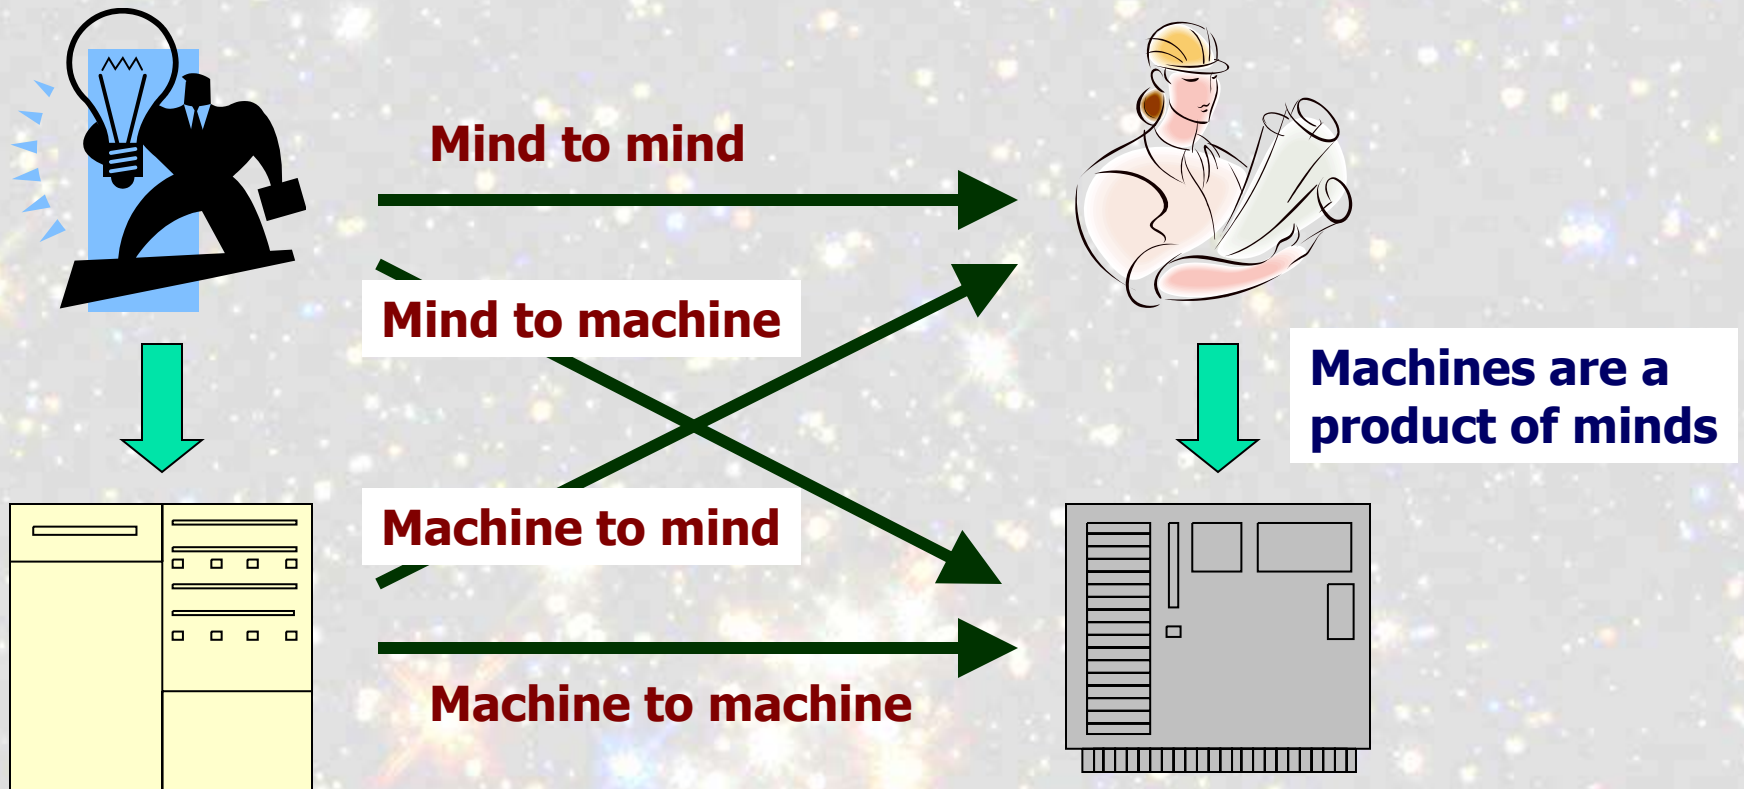 Mind to mind
Mind to machine
Machines are a
product of minds
Machine to mind
Machine to machine